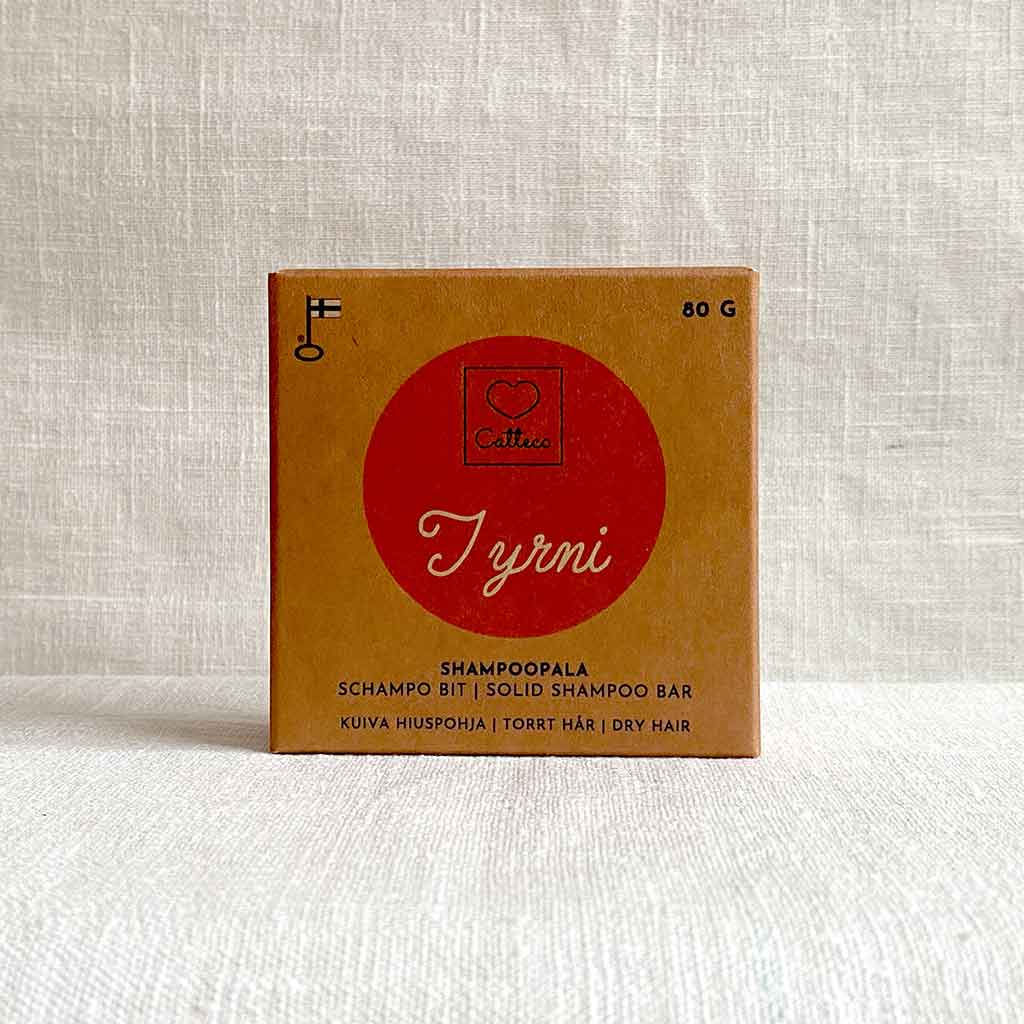 80 G
®
Catteco
Tyrni
SHAMPOOPALA
SCHAMPO BIT | SOLID SHAMPOO BAR
KUIVA HIUSPOHJA | TORRT HÅR | DRY HAIR